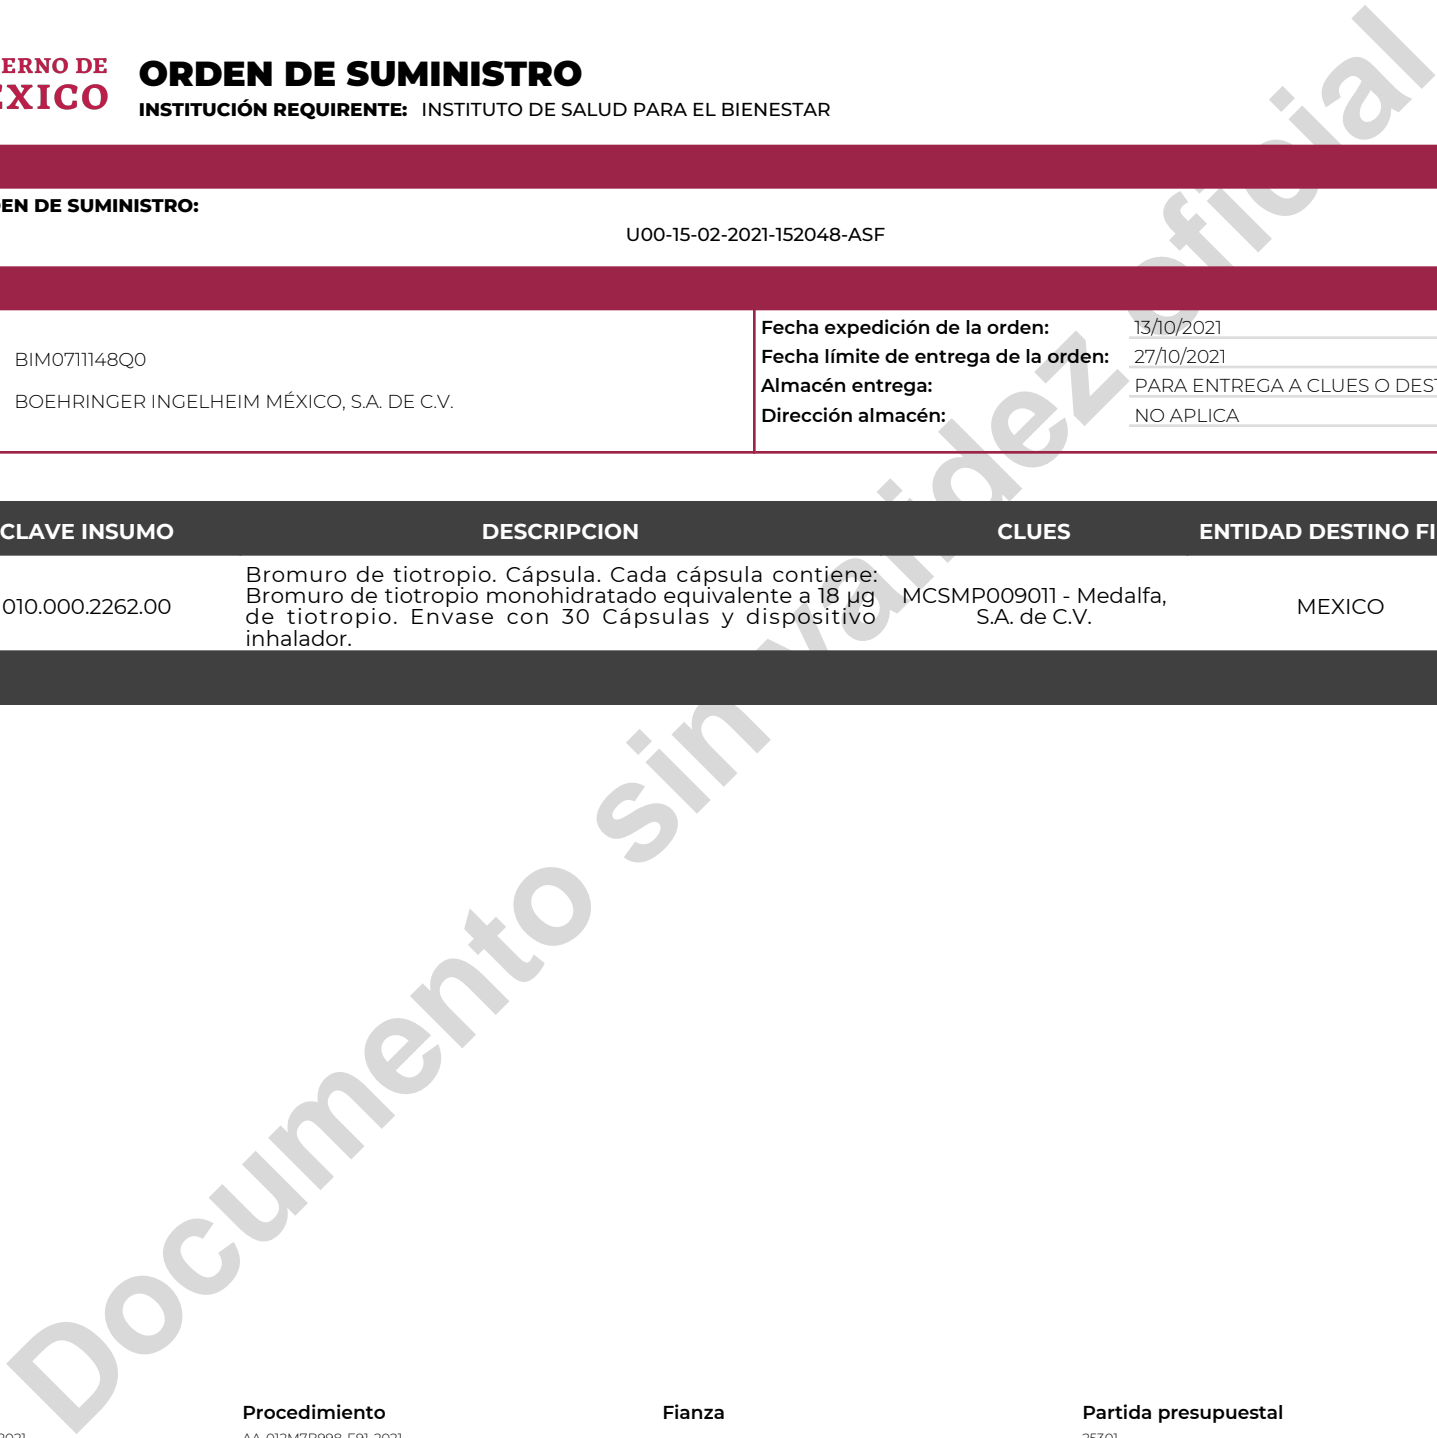 ERNO DE
EXICO
ORDEN DE SUMINISTRO
INSTITUCIÓN REQUIRENTE: INSTITUTO DE SALUD PARA EL BIENESTAR
EN DE SUMINISTRO:
U00-15-02-2021-152048-ASF
BIM0711148Q0
BOEHRINGER INGELHEIM MÉXICO, S.A. DE C.V.
Fecha expedición de la orden: 13/10/2021
Fecha límite de entrega de la orden: 27/10/2021
Almacén entrega: PARA ENTREGA A CLUES O DEST
Dirección almacén: NO APLICA
CLAVE INSUMO DESCRIPCION CLUES ENTIDAD DESTINO FI
010.000.2262.00
Bromuro de tiotropio. Cápsula. Cada cápsula contiene:
Bromuro de tiotropio monohidratado equivalente a 18 µg
de tiotropio. Envase con 30 Cápsulas y dispositivo
inhalador.
MCSMP009011 - Medalfa,
S.A. de C.V.
MEXICO
Documento sin validez oficial
Procedimiento Fianza Partida presupuestal